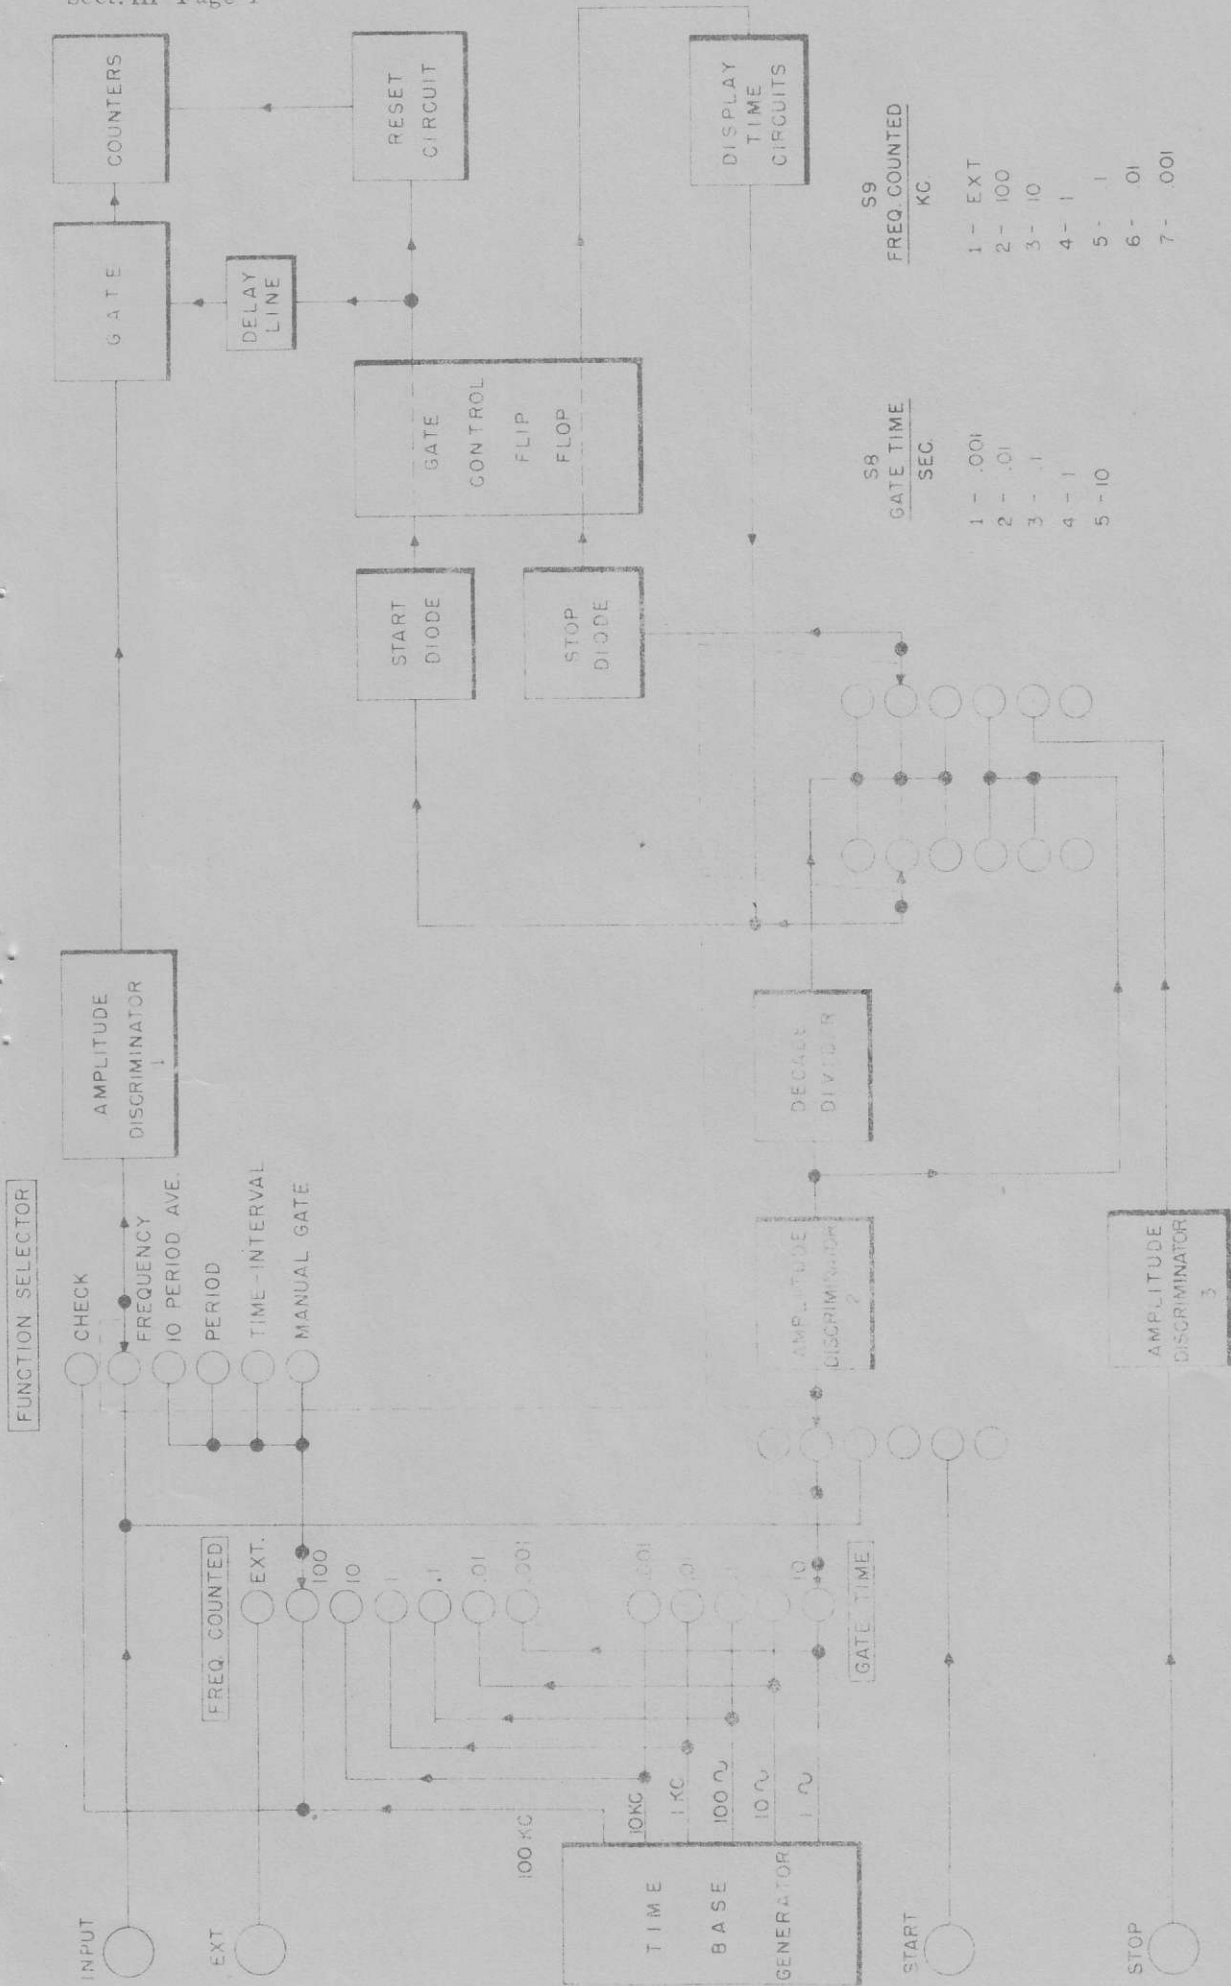 Sect. III Page
FUNCTION SELECTOR
CHECK
FREQUENCY
10 PERIOD AVE.
PERIOD
TIME-INTERVAL
MANUAL GATE
INPUT
EXT
START
STOP
FREQ. COUNTED
EXT.
100
10
1
.1
.01
.001
.001
.01
.1
1
10
GATE TIME
100 KC
10KC
1 KC
100 ~
10 ~
1 ~
TIME
BASE
GENERATOR
AMPLITUDE
DISCRIMINATOR
1
AMPLITUDE
DISCRIMINATOR
2
AMPLITUDE
DISCRIMINATOR
3
DECADE
DIVIDER
START
DIODE
STOP
DIODE
GATE
CONTROL
FLIP
FLOP
GATE
DELAY
LINE
COUNTERS
RESET
CIRCUIT
DISPLAY
TIME
CIRCUITS
S8
GATE TIME
SEC.
1 - .001
2 - .01
3 - .1
4 - 1
5 - 10
S9
FREQ. COUNTED
KC.
1 - EXT
2 - 100
3 - 10
4 - 1
5 - .1
6 - .01
7 - .001